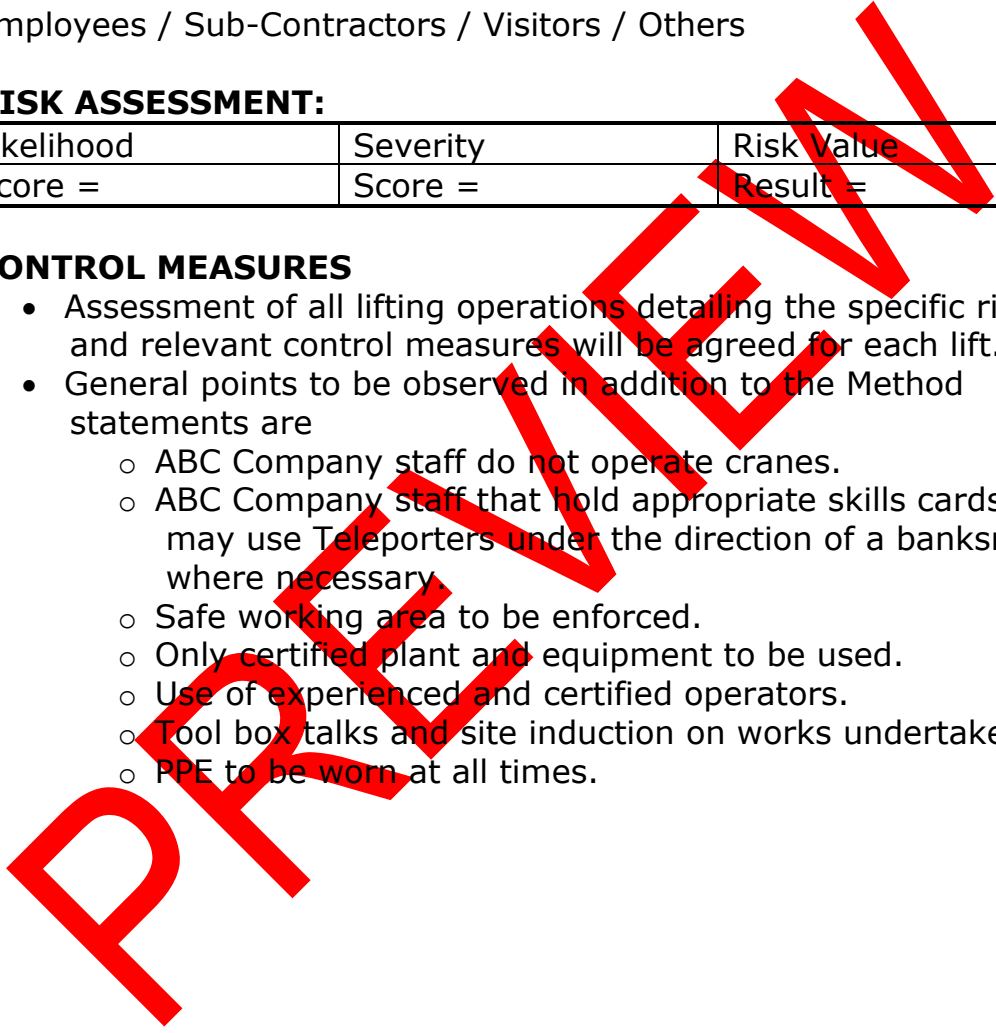 mployees / Sub-Contractors / Visitors / Others
ISK ASSESSMENT:
kelihood Severity Risk Value
core = Score = Result =
ONTROL MEASURES
• Assessment of all lifting operations detailing the specific ri
and relevant control measures will be agreed for each lift.
• General points to be observed in addition to the Method
statements are
o ABC Company staff do not operate cranes.
o ABC Company staff that hold appropriate skills cards
may use Teleporters under the direction of a banksm
where necessary.
o Safe working area to be enforced.
o Only certified plant and equipment to be used.
o Use of experienced and certified operators.
o Tool box talks and site induction on works undertake
o PPE to be worn at all times.
PREVIEW